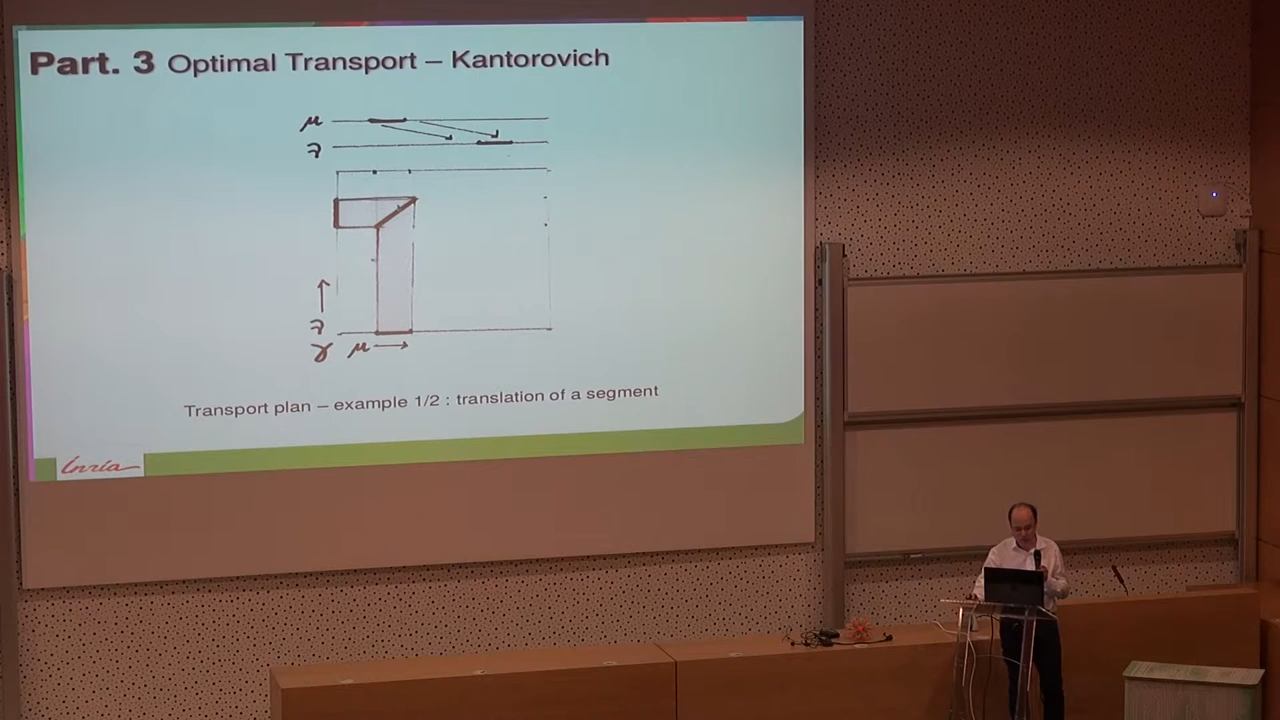 Part. 3 Optimal Transport – Kantorovich
μ
ν
ν
γ μ
Transport plan – example 1/2 : translation of a segment
Inria